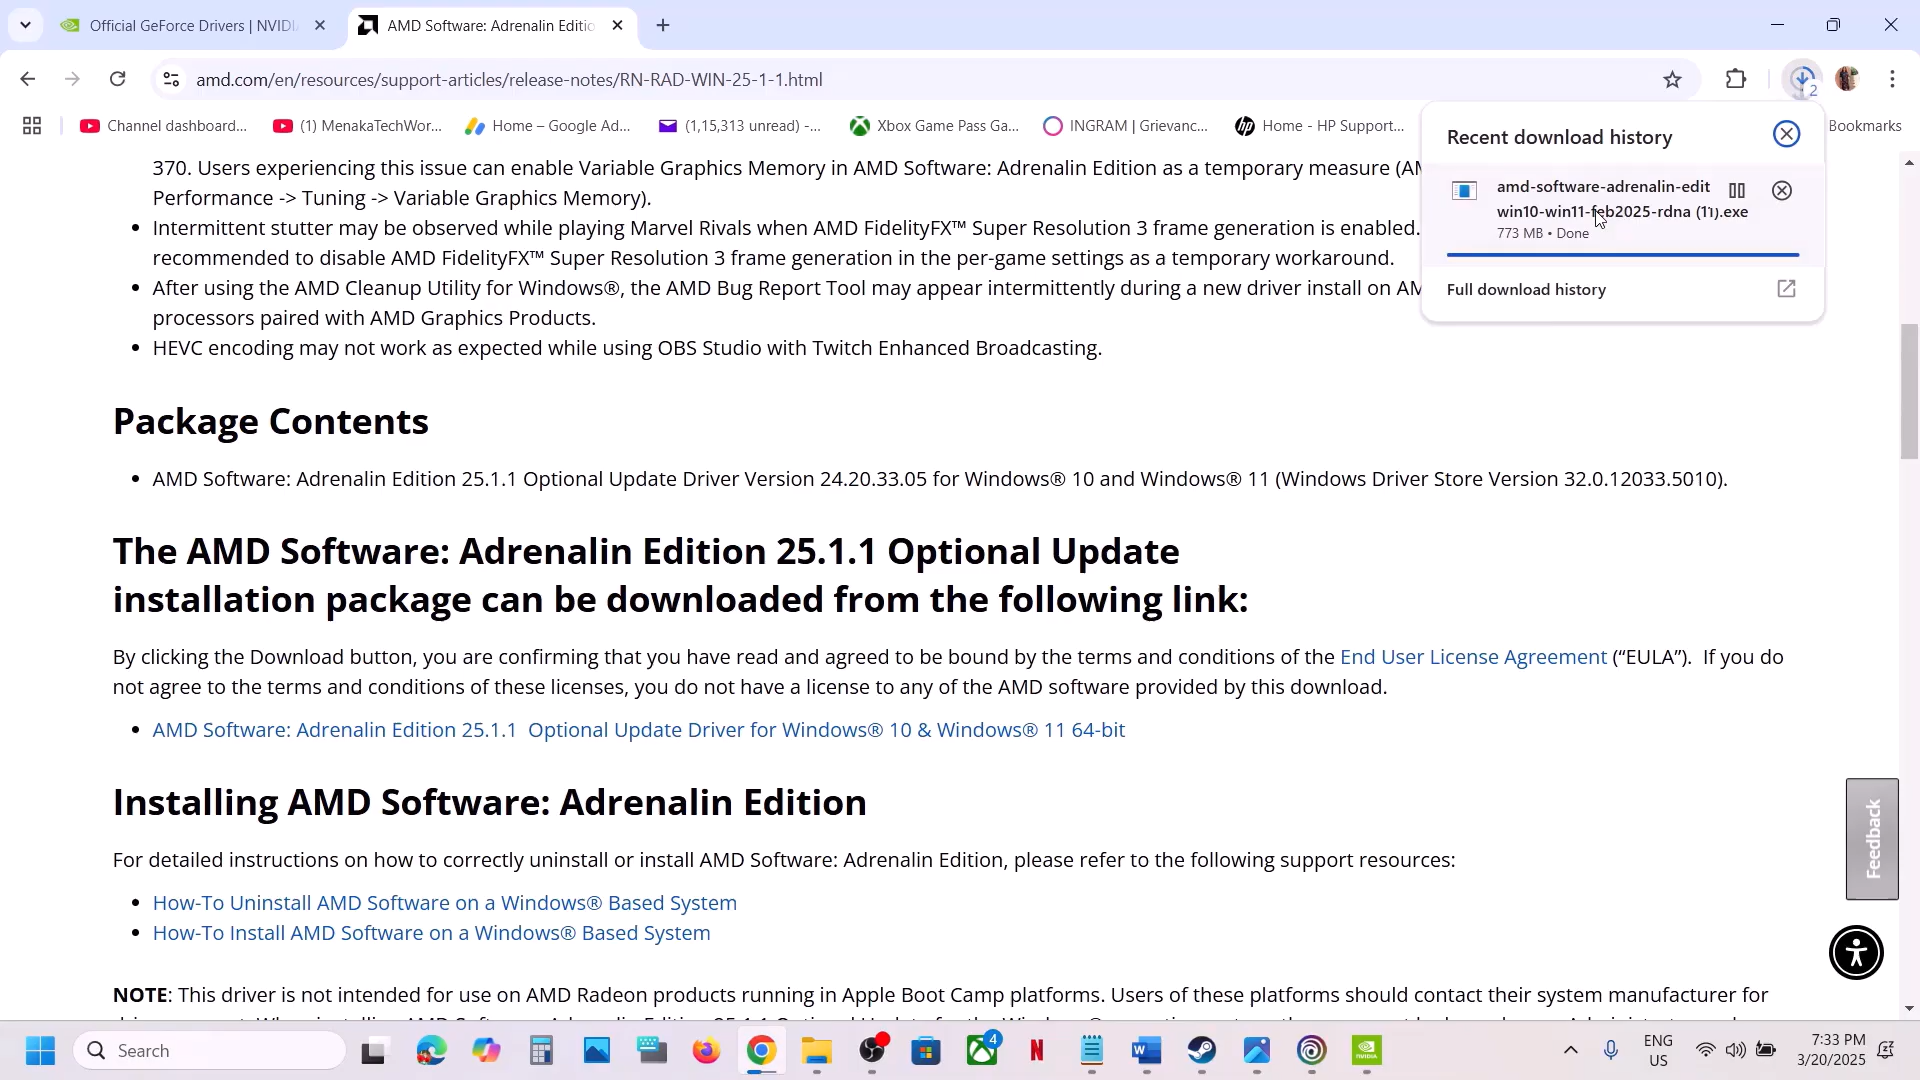 Official GeForce Drivers | NVIDI
AMD Software: Adrenalin Editio
amd.com/en/resources/support-articles/release-notes/RN-RAD-WIN-25-1-1.html
2
Channel dashboard...
(1) MenakaTechWor...
Home – Google Ad...
(1,15,313 unread) -...
Xbox Game Pass Ga...
INGRAM | Grievanc...
Home - HP Support...
Bookmarks
Recent download history
amd-software-adrenalin-edit
win10-win11-feb2025-rdna (11).exe
773 MB • Done
Full download history
370. Users experiencing this issue can enable Variable Graphics Memory in AMD Software: Adrenalin Edition as a temporary measure (AM
Performance -> Tuning -> Variable Graphics Memory).
Intermittent stutter may be observed while playing Marvel Rivals when AMD FidelityFX™ Super Resolution 3 frame generation is enabled.
recommended to disable AMD FidelityFX™ Super Resolution 3 frame generation in the per-game settings as a temporary workaround.
After using the AMD Cleanup Utility for Windows®, the AMD Bug Report Tool may appear intermittently during a new driver install on AM
processors paired with AMD Graphics Products.
HEVC encoding may not work as expected while using OBS Studio with Twitch Enhanced Broadcasting.
Package Contents
AMD Software: Adrenalin Edition 25.1.1 Optional Update Driver Version 24.20.33.05 for Windows® 10 and Windows® 11 (Windows Driver Store Version 32.0.12033.5010).
The AMD Software: Adrenalin Edition 25.1.1 Optional Update
installation package can be downloaded from the following link:
By clicking the Download button, you are confirming that you have read and agreed to be bound by the terms and conditions of the End User License Agreement (“EULA”).  If you do
not agree to the terms and conditions of these licenses, you do not have a license to any of the AMD software provided by this download.
AMD Software: Adrenalin Edition 25.1.1  Optional Update Driver for Windows® 10 & Windows® 11 64-bit
Installing AMD Software: Adrenalin Edition
For detailed instructions on how to correctly uninstall or install AMD Software: Adrenalin Edition, please refer to the following support resources:
How-To Uninstall AMD Software on a Windows® Based System
How-To Install AMD Software on a Windows® Based System
NOTE: This driver is not intended for use on AMD Radeon products running in Apple Boot Camp platforms. Users of these platforms should contact their system manufacturer for
Feedback
Search
4
ENG
US
7:33 PM
3/20/2025